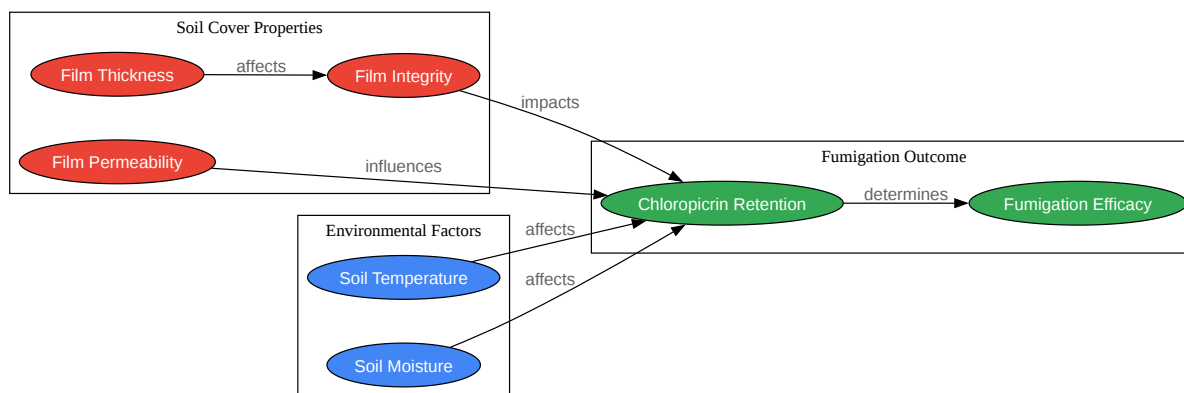 Soil Cover Properties
Film Thickness
affects
Film Integrity
impacts
Film Permeability
influences
Fumigation Outcome
Chloropicrin Retention
determines
Fumigation Efficacy
Environmental Factors
affects
Soil Temperature
affects
Soil Moisture